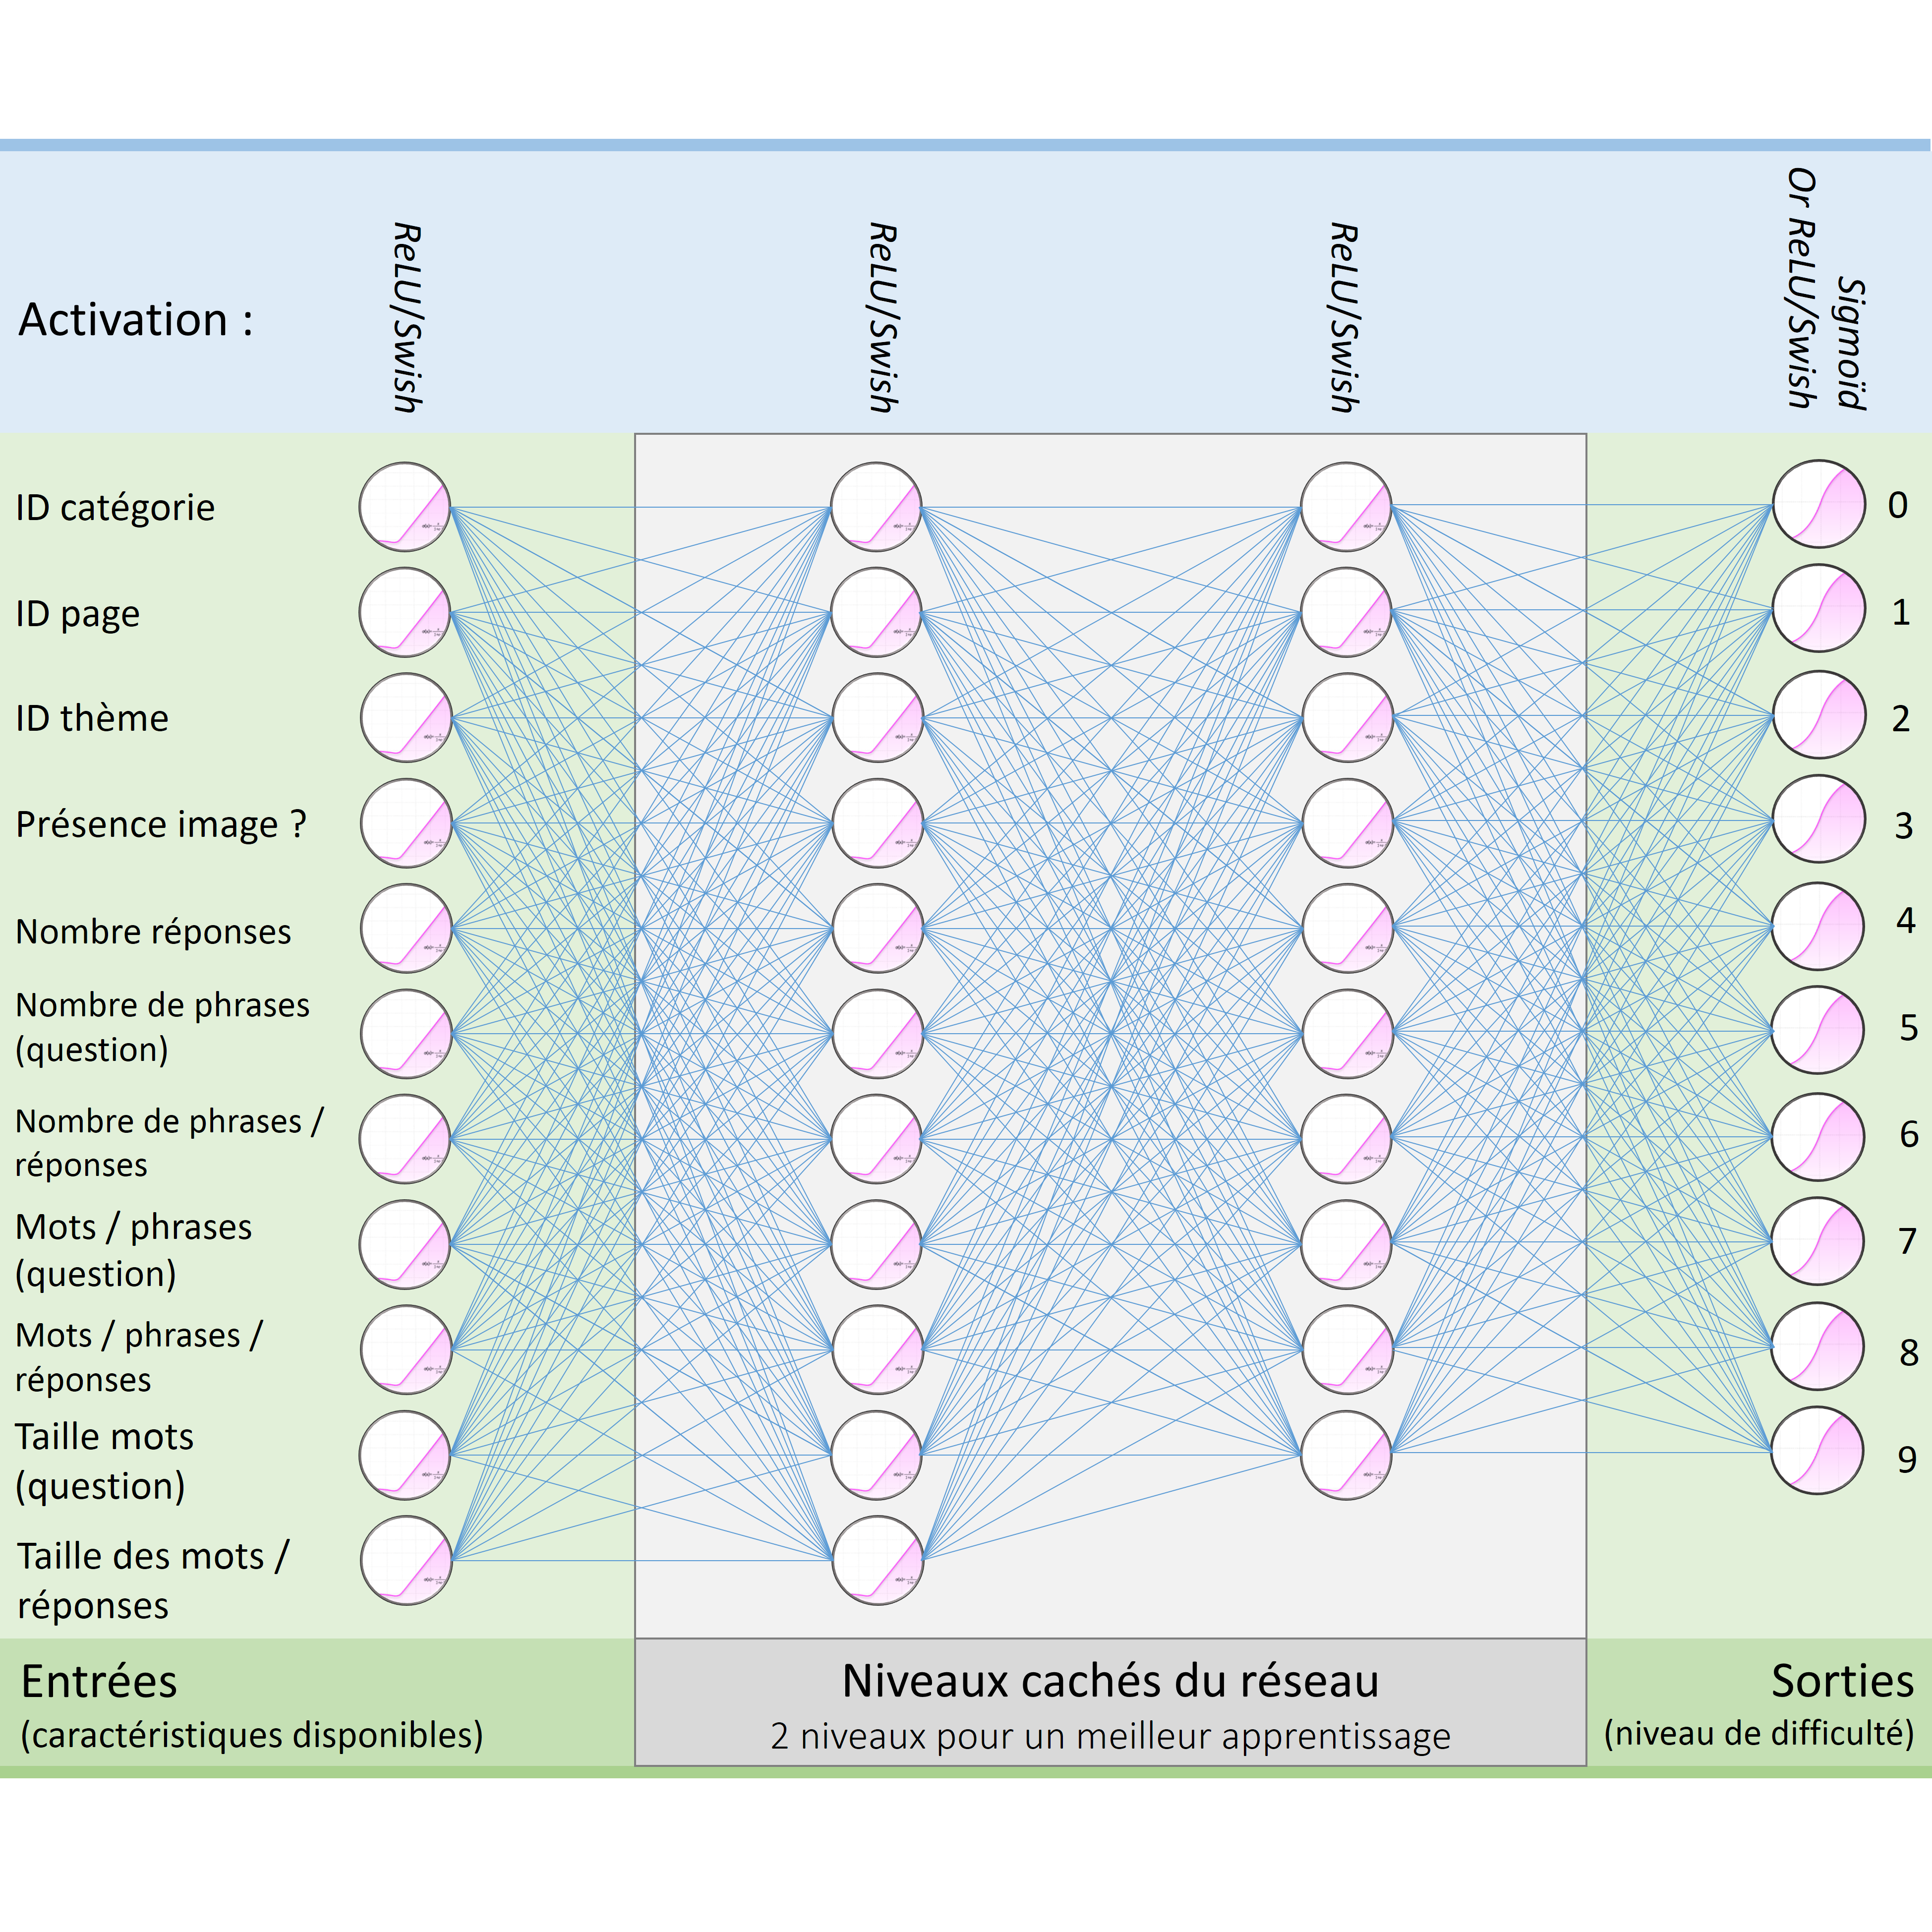 Activation :
ReLU/Swish
ReLU/Swish
ReLU/Swish
Sigmoïd
Or ReLU/Swish
ID catégorie
0
ID page
1
ID thème
2
Présence image ?
3
Nombre réponses
4
Nombre de phrases
(question)
5
Nombre de phrases /
réponses
6
Mots / phrases
(question)
7
Mots / phrases /
réponses
8
Taille mots
(question)
9
Taille des mots /
réponses
Entrées
(caractéristiques disponibles)
Niveaux cachés du réseau
2 niveaux pour un meilleur apprentissage
Sorties
(niveau de difficulté)